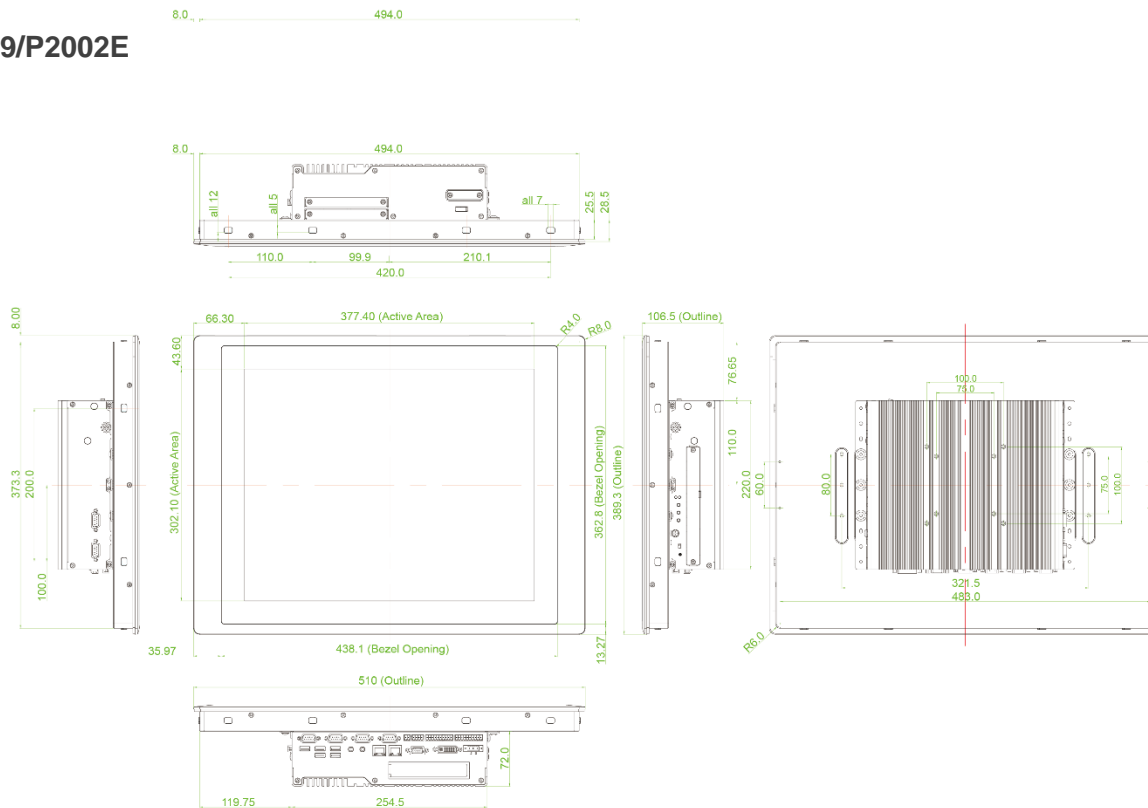 8.0 494.0
9/P2002E
8.0 494.0
all 12
all 5
all 7
25.5
28.5
110.0 99.9 210.1
420.0
8.00
66.30 377.40 (Active Area)
R4.0
R8.0
106.5 (Outline)
43.60
76.65
100.0
75.0
110.0
373.3
200.0
302.10 (Active Area)
362.8 (Bezel Opening)
389.3 (Outline)
220.0
60.0
80.0
75.0
100.0
100.0
321.5
483.0
R6.0
35.97 438.1 (Bezel Opening)
13.27
510 (Outline)
72.0
119.75 254.5